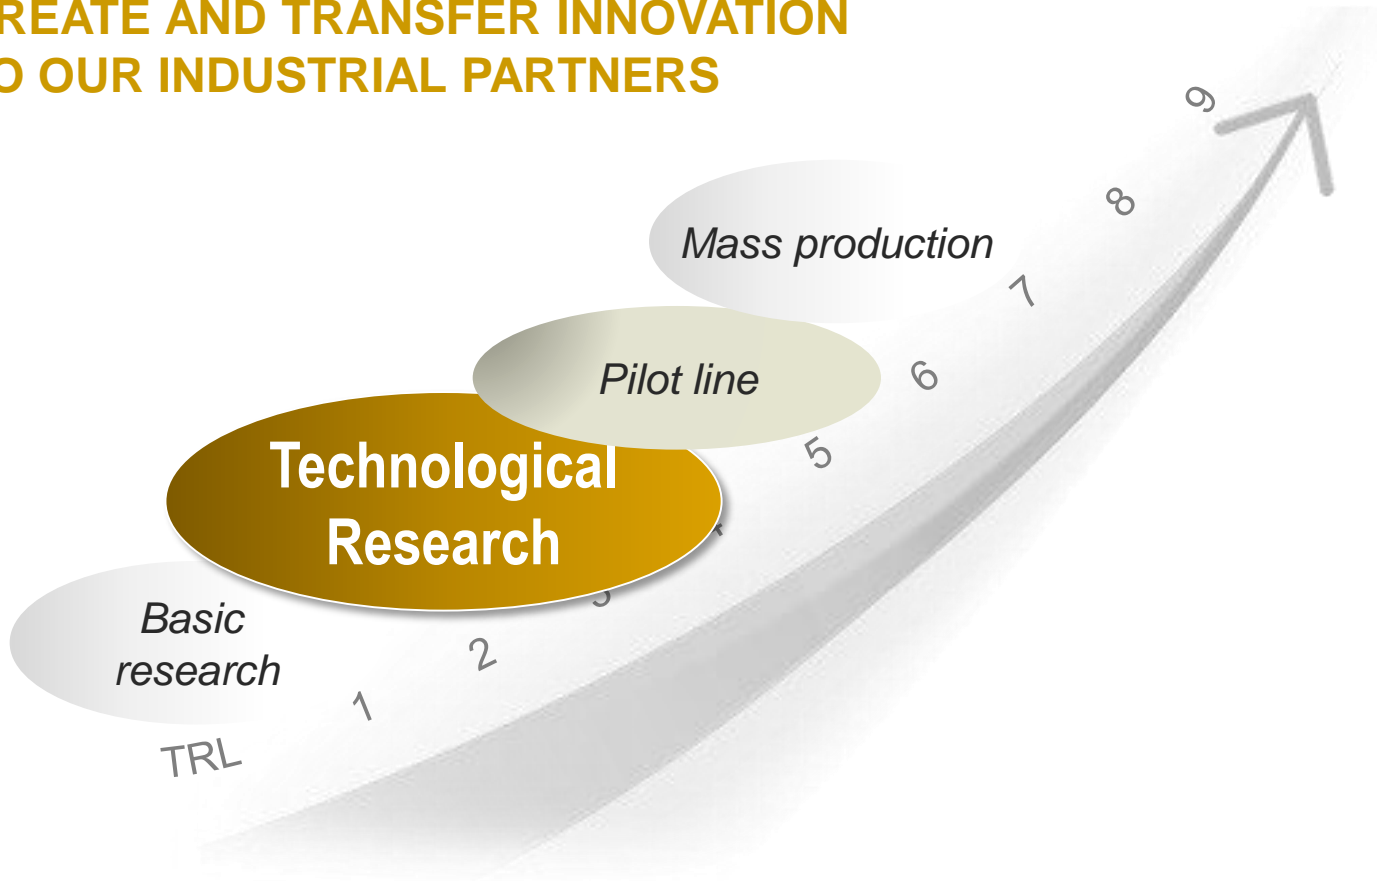 REATE AND TRANSFER INNOVATION
O OUR INDUSTRIAL PARTNERS
9
8
Mass production
7
Pilot line
6
5
Technological
Research
3
Basic
research
2
1
TRL